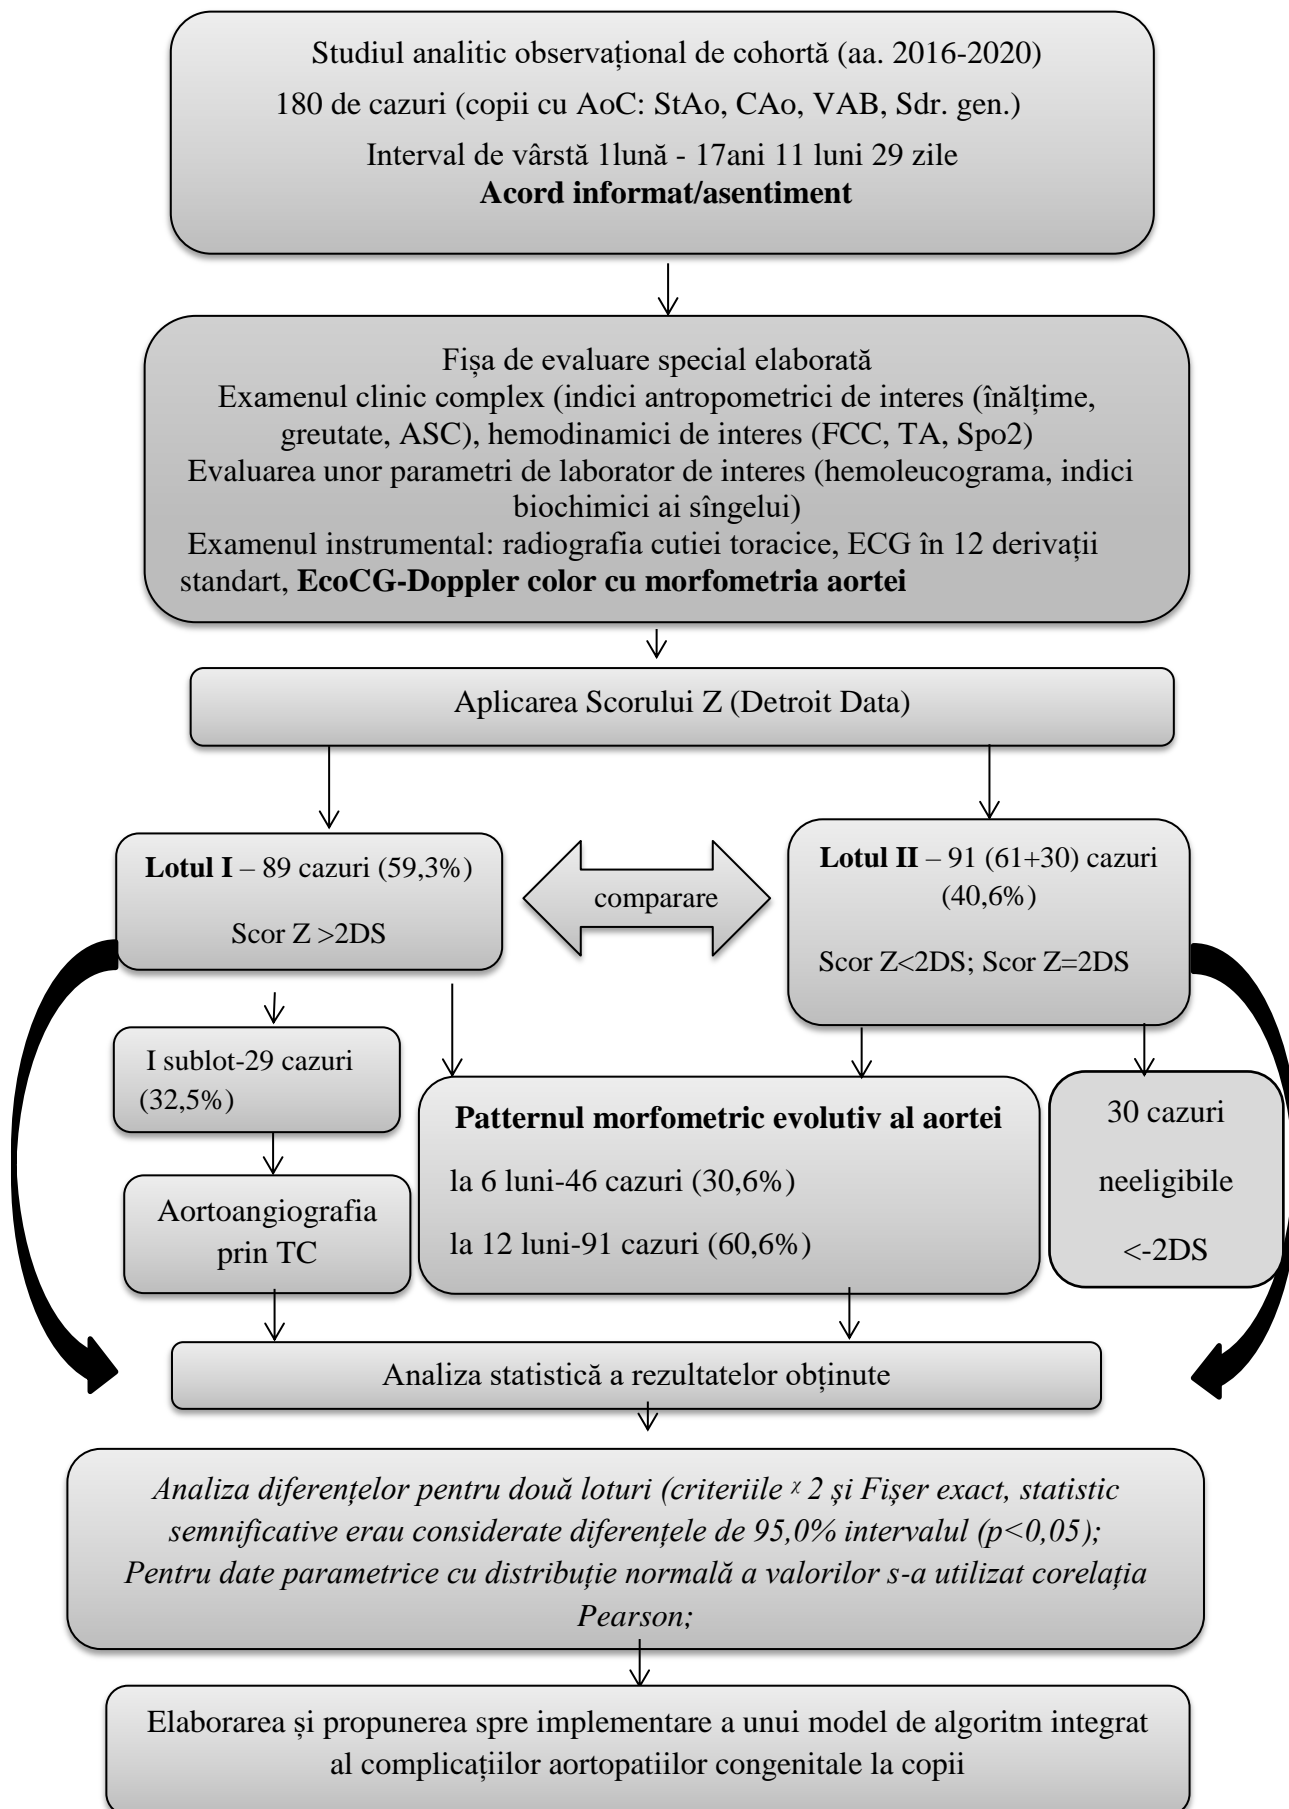 Studiul analitic observațional de cohortă (aa. 2016-2020)
180 de cazuri (copii cu AoC: StAo, CAo, VAB, Sdr. gen.)
Interval de vârstă 1lună - 17ani 11 luni 29 zile
Acord informat/asentiment
Fișa de evaluare special elaborată
Examenul clinic complex (indici antropometrici de interes (înălțime,
greutate, ASC), hemodinamici de interes (FCC, TA, Spo2)
Evaluarea unor parametri de laborator de interes (hemoleucograma, indici
biochimici ai sîngelui)
Examenul instrumental: radiografia cutiei toracice, ECG în 12 derivații
standart, EcoCG-Doppler color cu morfometria aortei
Aplicarea Scorului Z (Detroit Data)
Lotul I – 89 cazuri (59,3%)
Scor Z >2DS
comparare
Lotul II – 91 (61+30) cazuri
(40,6%)
Scor Z<2DS; Scor Z=2DS
I sublot-29 cazuri
(32,5%)
Aortoangiografia
prin TC
Patternul morfometric evolutiv al aortei
la 6 luni-46 cazuri (30,6%)
la 12 luni-91 cazuri (60,6%)
30 cazuri
neeligibile
<-2DS
Analiza statistică a rezultatelor obținute
Analiza diferențelor pentru două loturi (criteriile ᵡ 2 și Fișer exact, statistic
semnificative erau considerate diferențele de 95,0% intervalul (p<0,05);
Pentru date parametrice cu distribuție normală a valorilor s-a utilizat corelația
Pearson;
Elaborarea și propunerea spre implementare a unui model de algoritm integrat
al complicațiilor aortopatiilor congenitale la copii